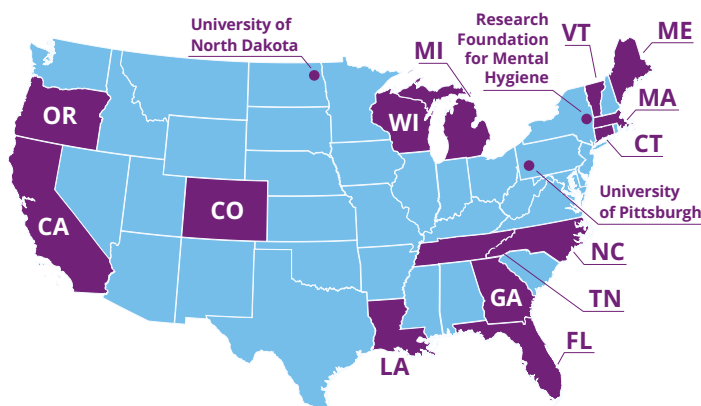 University of
North Dakota
Research
Foundation
for Mental
Hygiene
VT
ME
MI
OR
WI
MA
CT
CO
CA
University
of Pittsburgh
NC
GA
TN
FL
LA